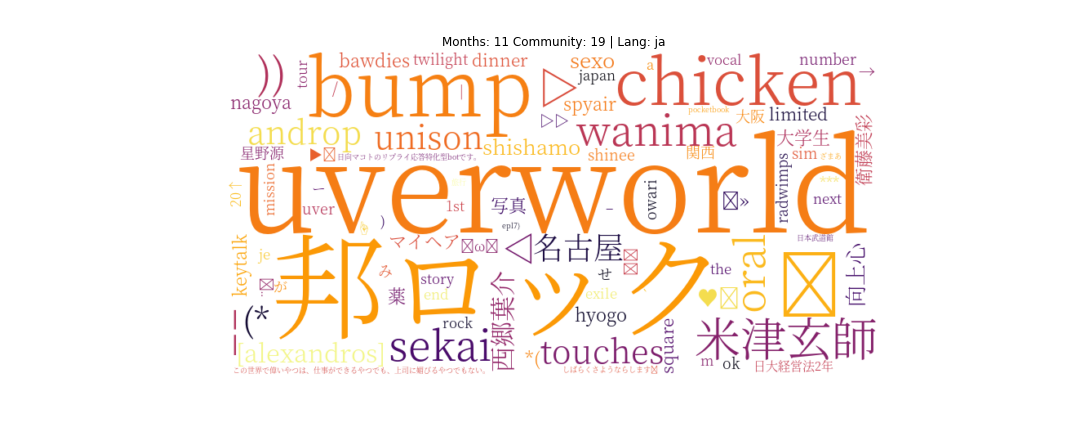 Months: 11 Community: 19 | Lang: ja
)) tour bump bawdies twilight dinner ▷ sexo a vocal number →
japan chicken
nagoya spyair pocketbook 大阪 limited
androp unison ▷▷ wanima 大学生 衛藤美彩
星野源 日向マコトのリプライ応答特化型botです。 shishamo shinee 関西 sim ざまあ
uverworld
20↑ mission uver 1st 写真 owari radwimps next
ep17) 日本武道館
keytalk je 邦ロック マイヘア ω ◁ 名古屋 the oral 向上心
が み 薬 story end せ exile ♥
(* rock 西郷葉介 hyogo square 米津玄師
[alexandros] sekai *( touches m ok 日大経営法2年
この世界で偉いやつは、仕事ができるやつでも、上司に媚びるやつでもない。 しばらくさようならします